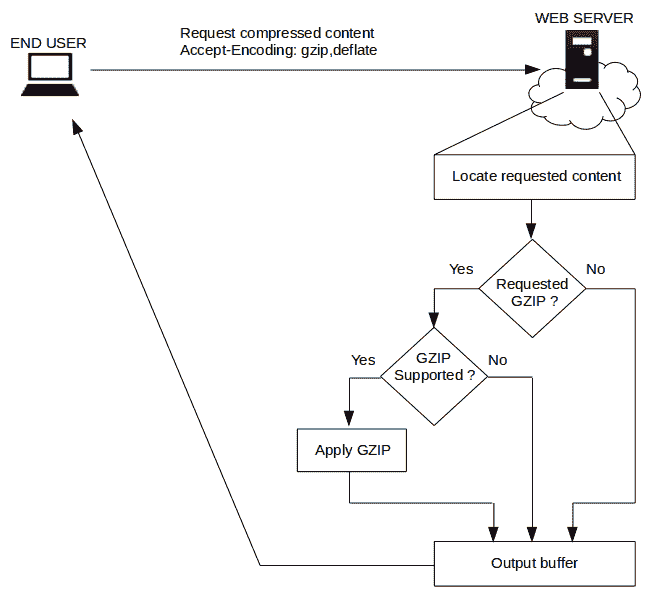 WEB SERVER
Request compressed content
END USER
Accept-Encoding: gzip,deflate
Locate requested content
Yes
No
Requested
GZIP ?
Yes
GZIP
No
Supported ?
Apply GZIP
Output buffer